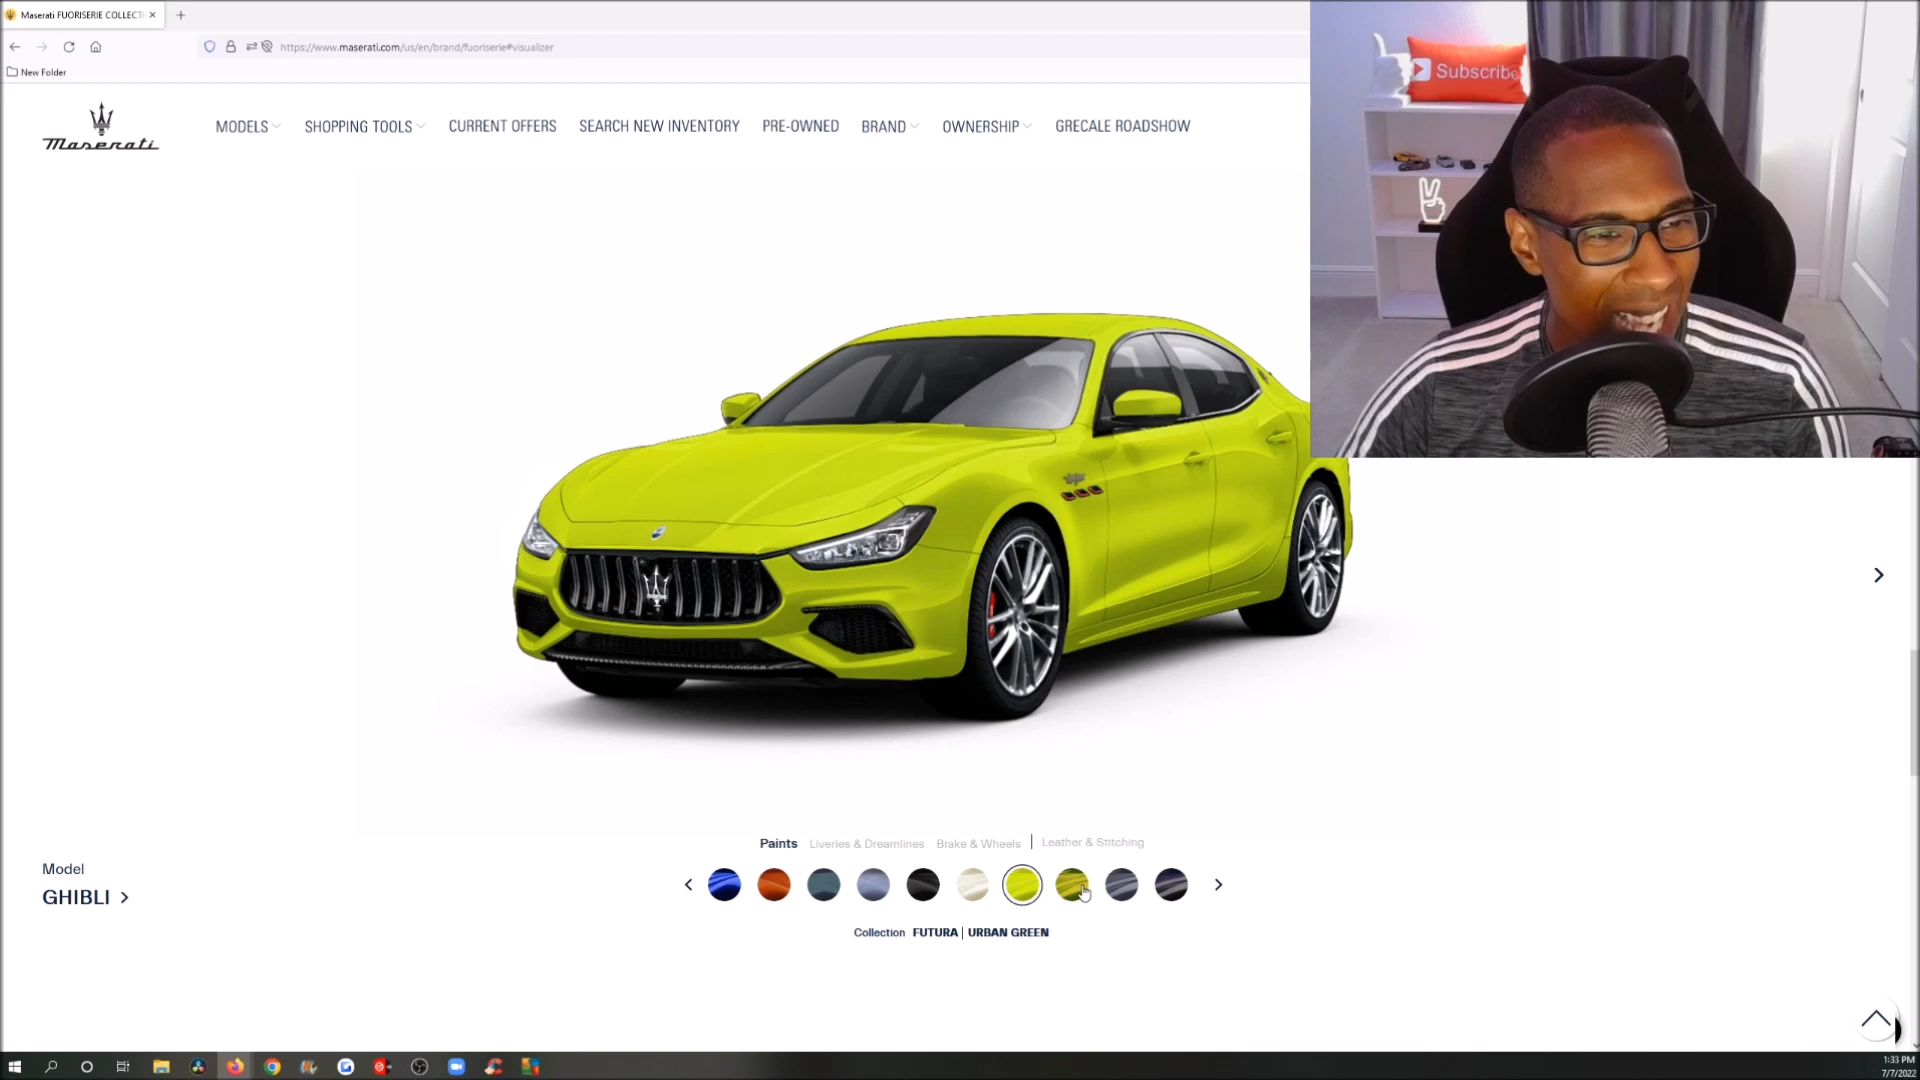 Maserati FUORISERIE COLLECTI
https://www.maserati.com/us/en/brand/fuoriserie#visualizer
New Folder
Subscribe
Maserati
MODELS SHOPPING TOOLS CURRENT OFFERS SEARCH NEW INVENTORY PRE-OWNED BRAND OWNERSHIP GRECALE ROADSHOW
Paints Liveries & Dreamlines Brake & Wheels | Leather & Stitching
Model
GHIBLI
Collection FUTURA | URBAN GREEN
1:33 PM
7/7/2022